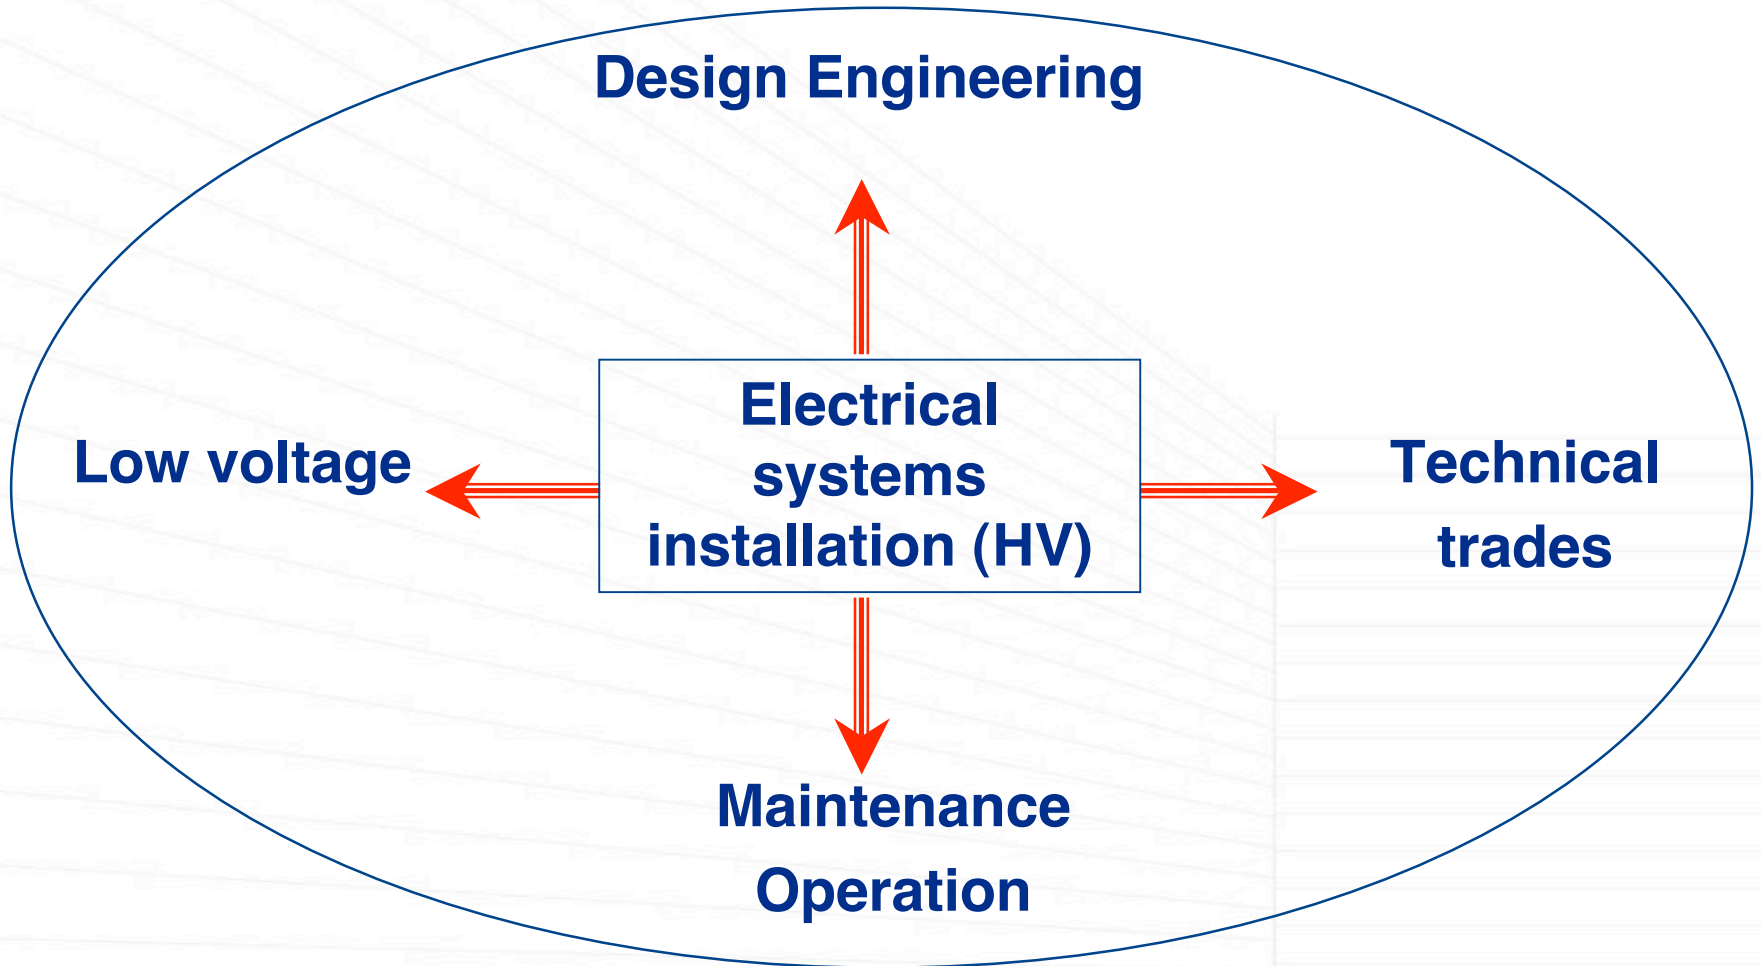 Design Engineering
Low voltage
Electrical
systems
installation (HV)
Technical
trades
Maintenance
Operation